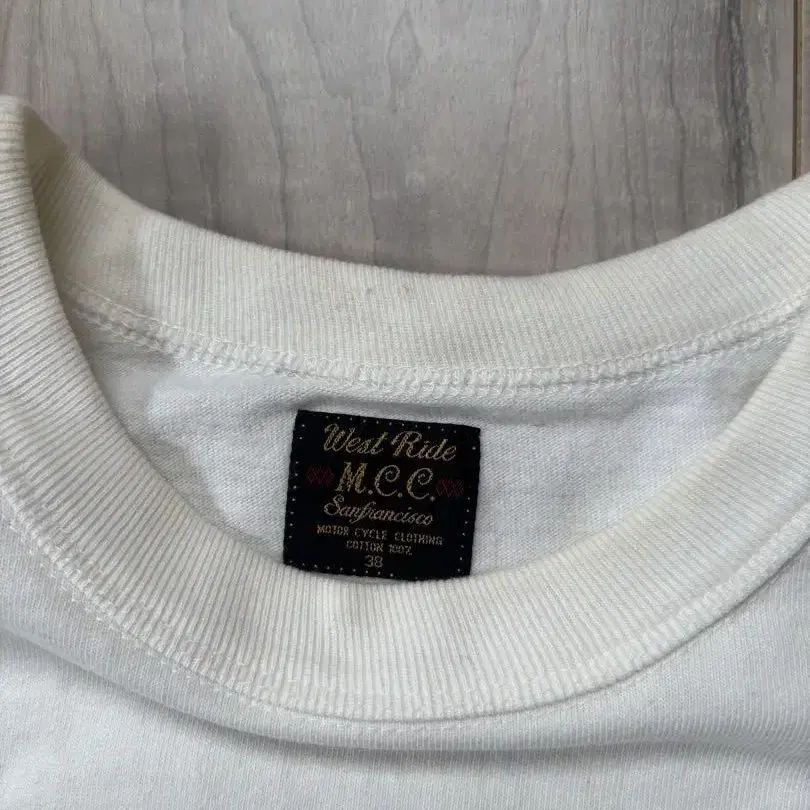 West Ride
M.C.C.
Sanfrancisco
MOTOR CYCLE CLOTHING
COTTON 100%
38